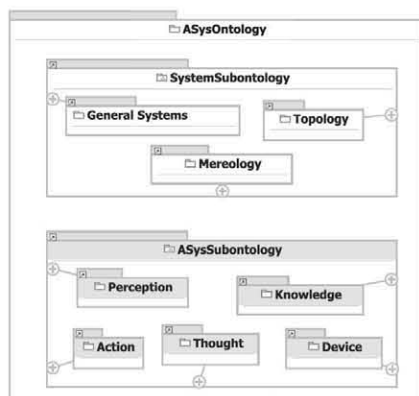 ASysOntology
SystemSubontology
General Systems
Topology
Mereology
ASysSubontology
Perception
Knowledge
Action
Thought
Device